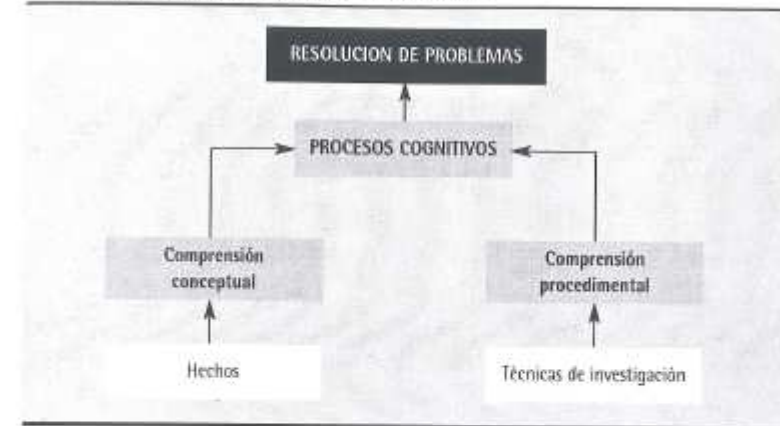 RESOLUCION DE PROBLEMAS
PROCESOS COGNITIVOS
Comprensión
conceptual
Comprensión
procedimental
Hechos
Técnicas de investigación